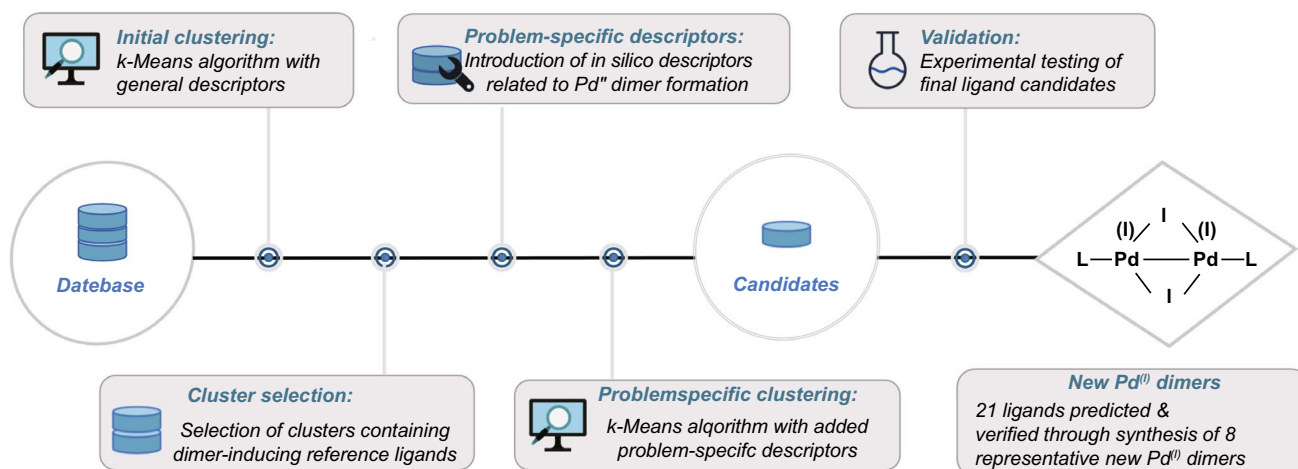 Initial clustering:
k-Means algorithm with
general descriptors
Problem-specific descriptors:
Introduction of in silico descriptors
related to Pd" dimer formation
Validation:
Experimental testing of
final ligand candidates
Datebase
Candidates
I
(I) (I)
L—Pd—Pd—L
I
Cluster selection:
Selection of clusters containing
dimer-inducing reference ligands
Problemspecific clustering:
k-Means alqorithm with added
problem-specifc descriptors
New Pd⁽ᴵ⁾ dimers
21 ligands predicted &
verified through synthesis of 8
representative new Pd⁽ᴵ⁾ dimers